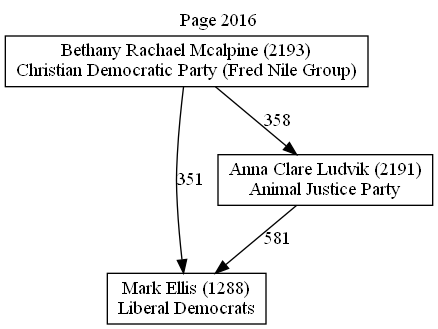 Page 2016
Bethany Rachael Mcalpine (2193)
Christian Democratic Party (Fred Nile Group)
358
351
Anna Clare Ludvik (2191)
Animal Justice Party
581
Mark Ellis (1288)
Liberal Democrats